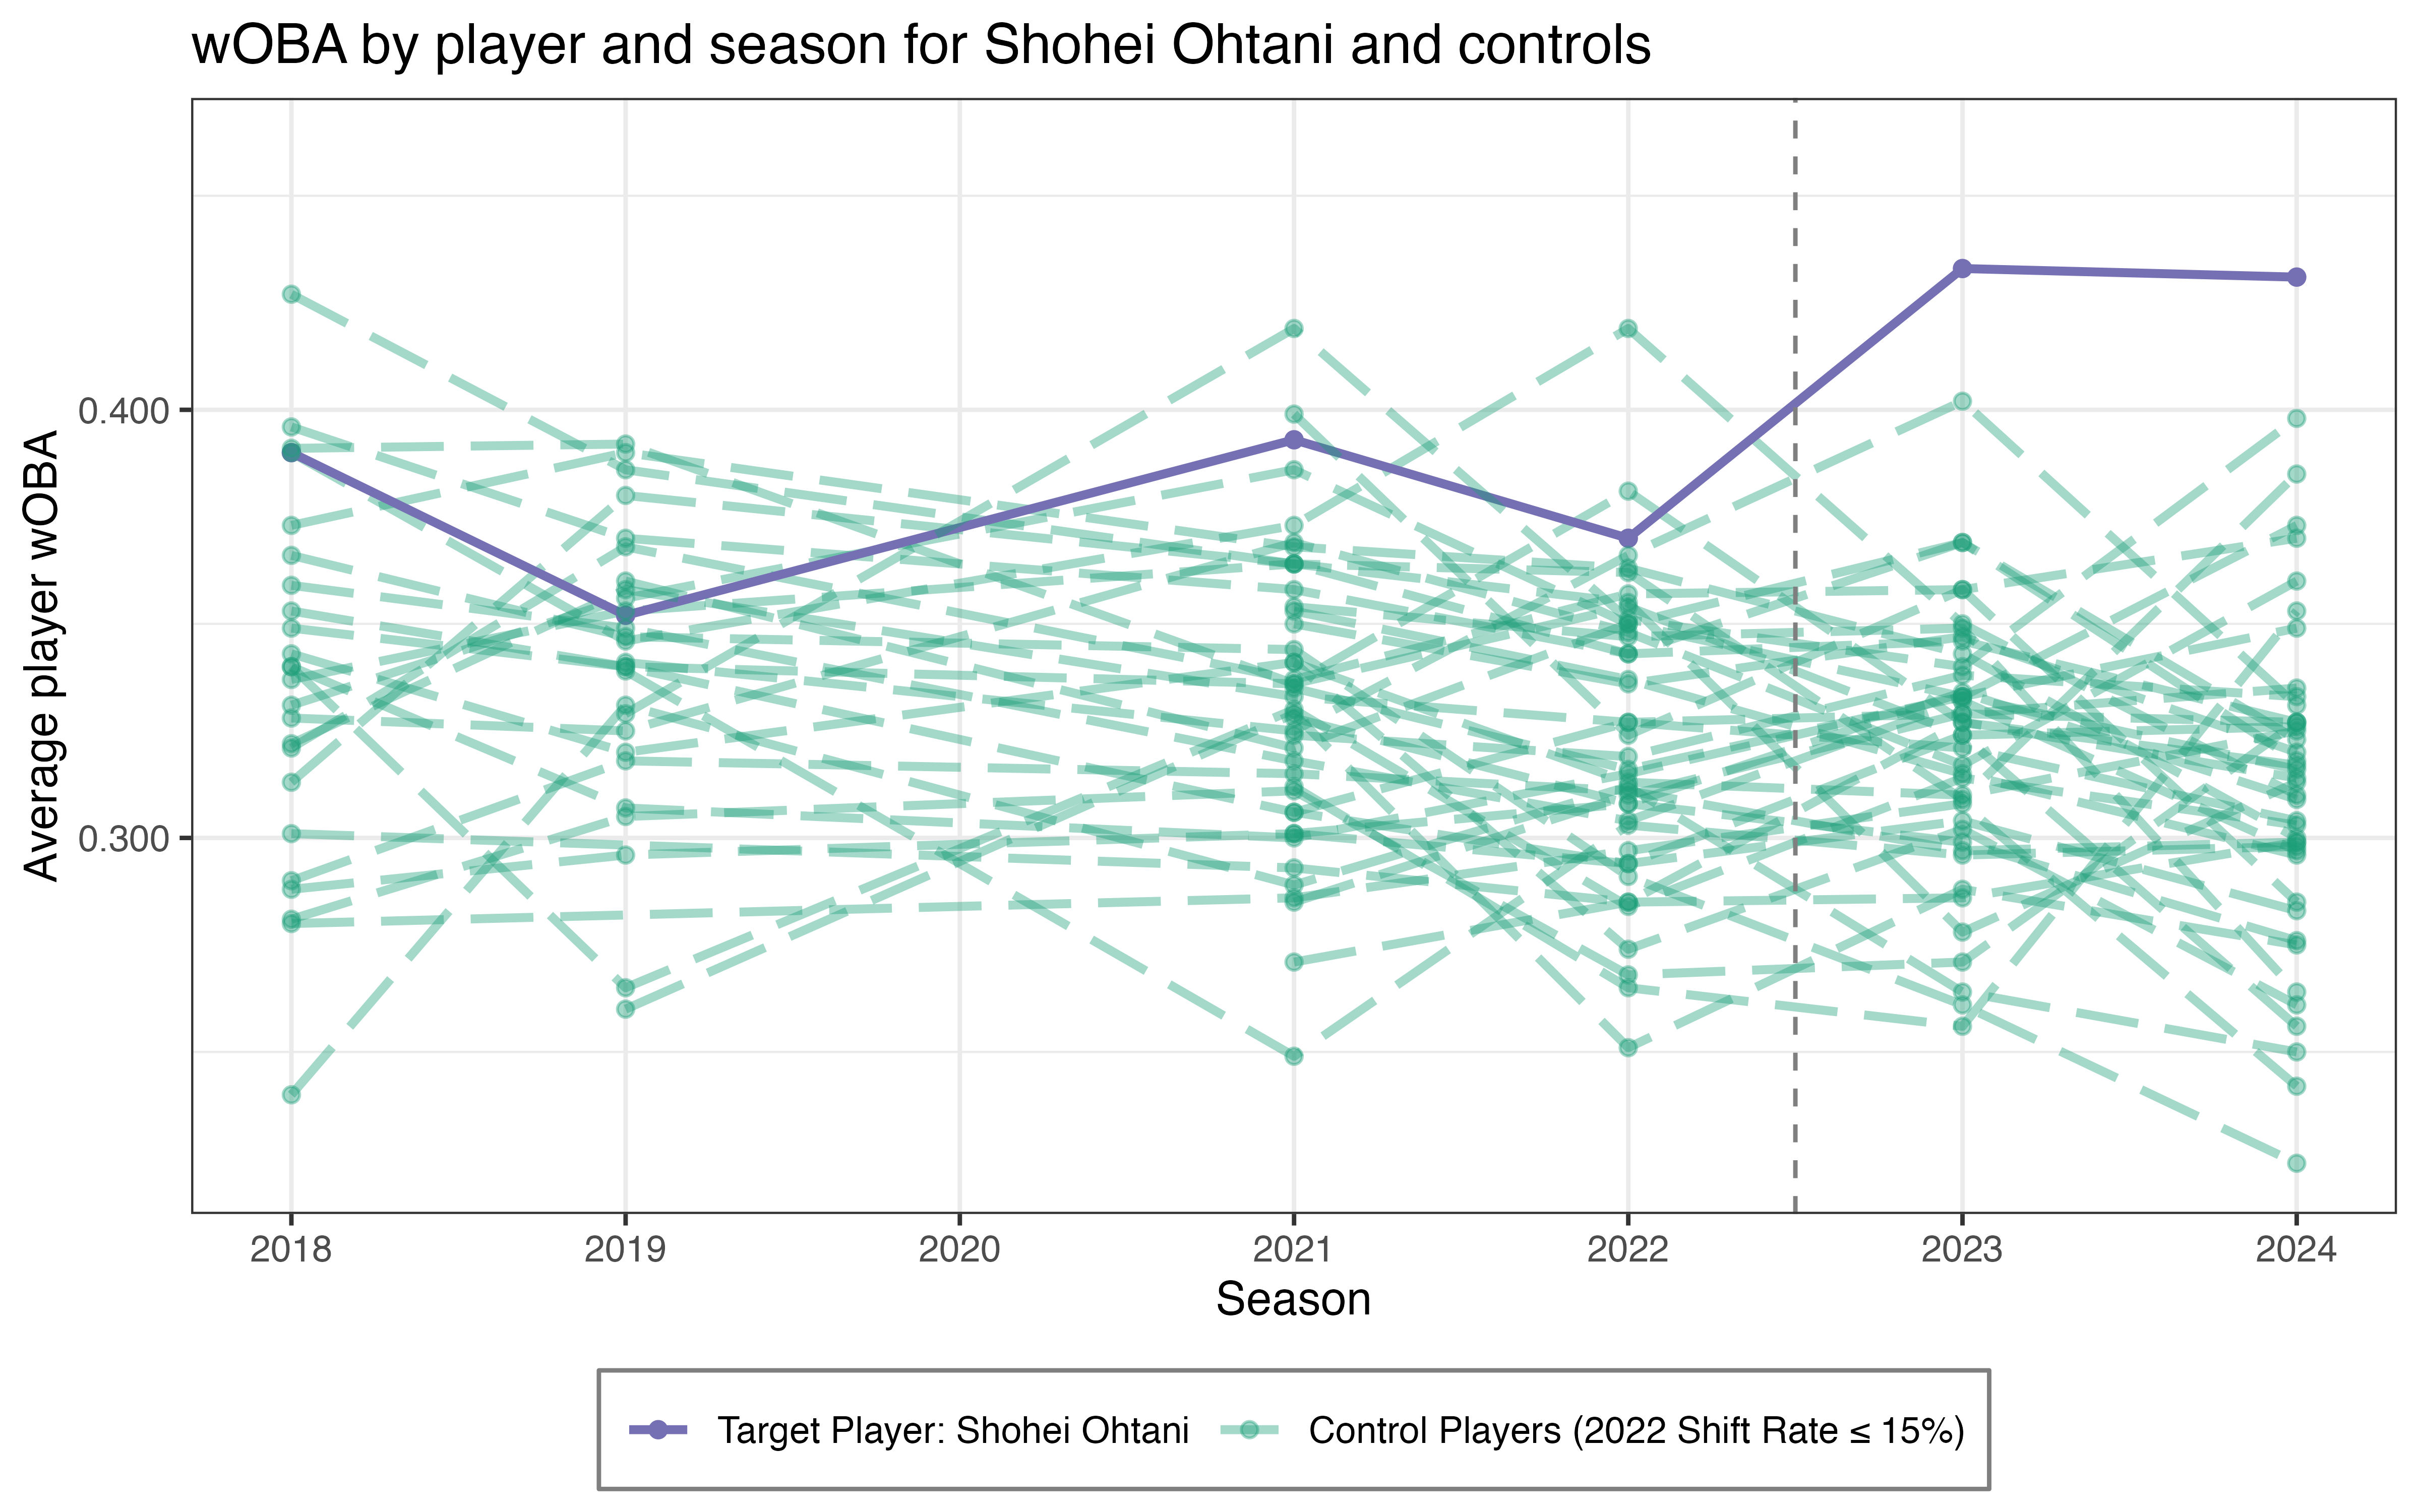 wOBA by player and season for Shohei Ohtani and controls
Average player wOBA
0.400
0.300
2018 2019 2020 2021 2022 2023 2024
Season
Target Player: Shohei Ohtani Control Players (2022 Shift Rate ≤ 15%)